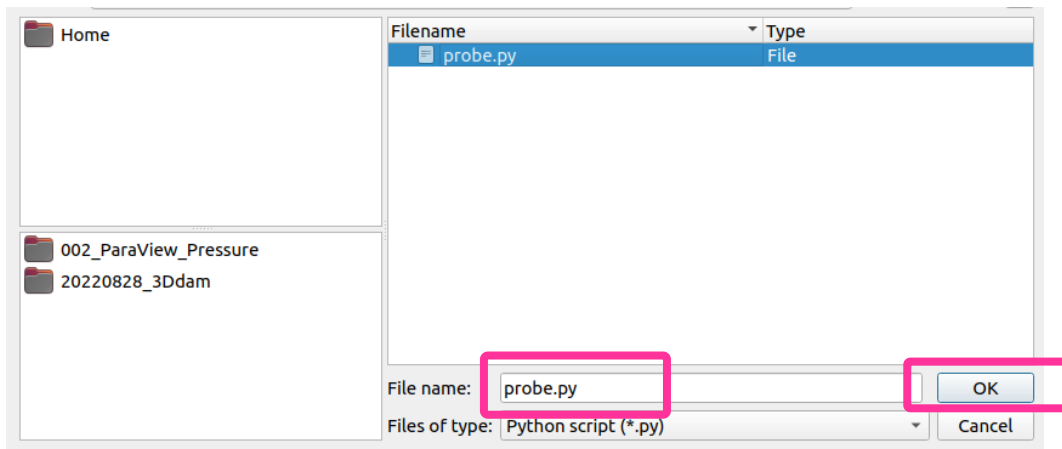 Home
Filename Type
probe.py File
002_ParaView_Pressure
20220828_3Ddam
File name: probe.py OK
Files of type: Python script (*.py) Cancel